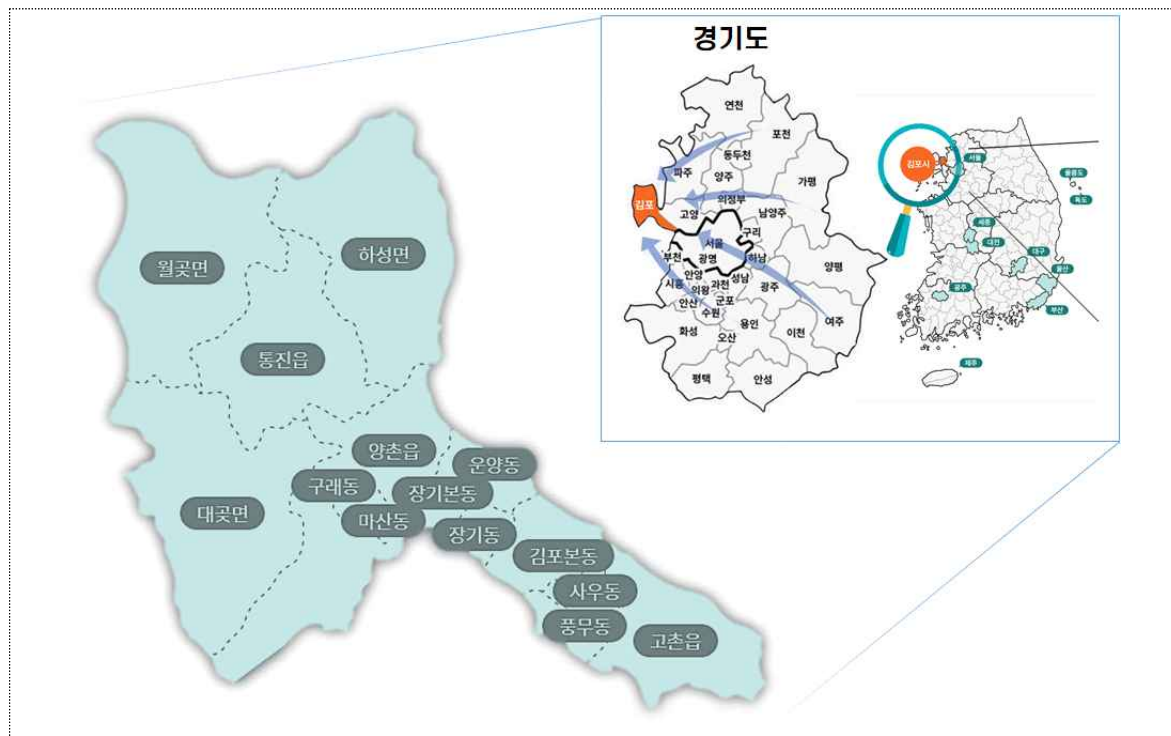 경기도
연천
포천
동두천
파주
양주
가평
김포
고양
의정부
남양주
구리
서울
부천
광명
하남
양평
시흥
안양
성남
의왕
과천
광주
안산
군포
수원
여주
화성
용인
이천
오산
평택
안성
김포시
서울
울릉도
독도
세종
대전
대구
울산
광주
부산
제주
월곶면
하성면
통진읍
양촌읍
운양동
구래동
장기본동
대곶면
마산동
장기동
김포본동
사우동
풍무동
고촌읍